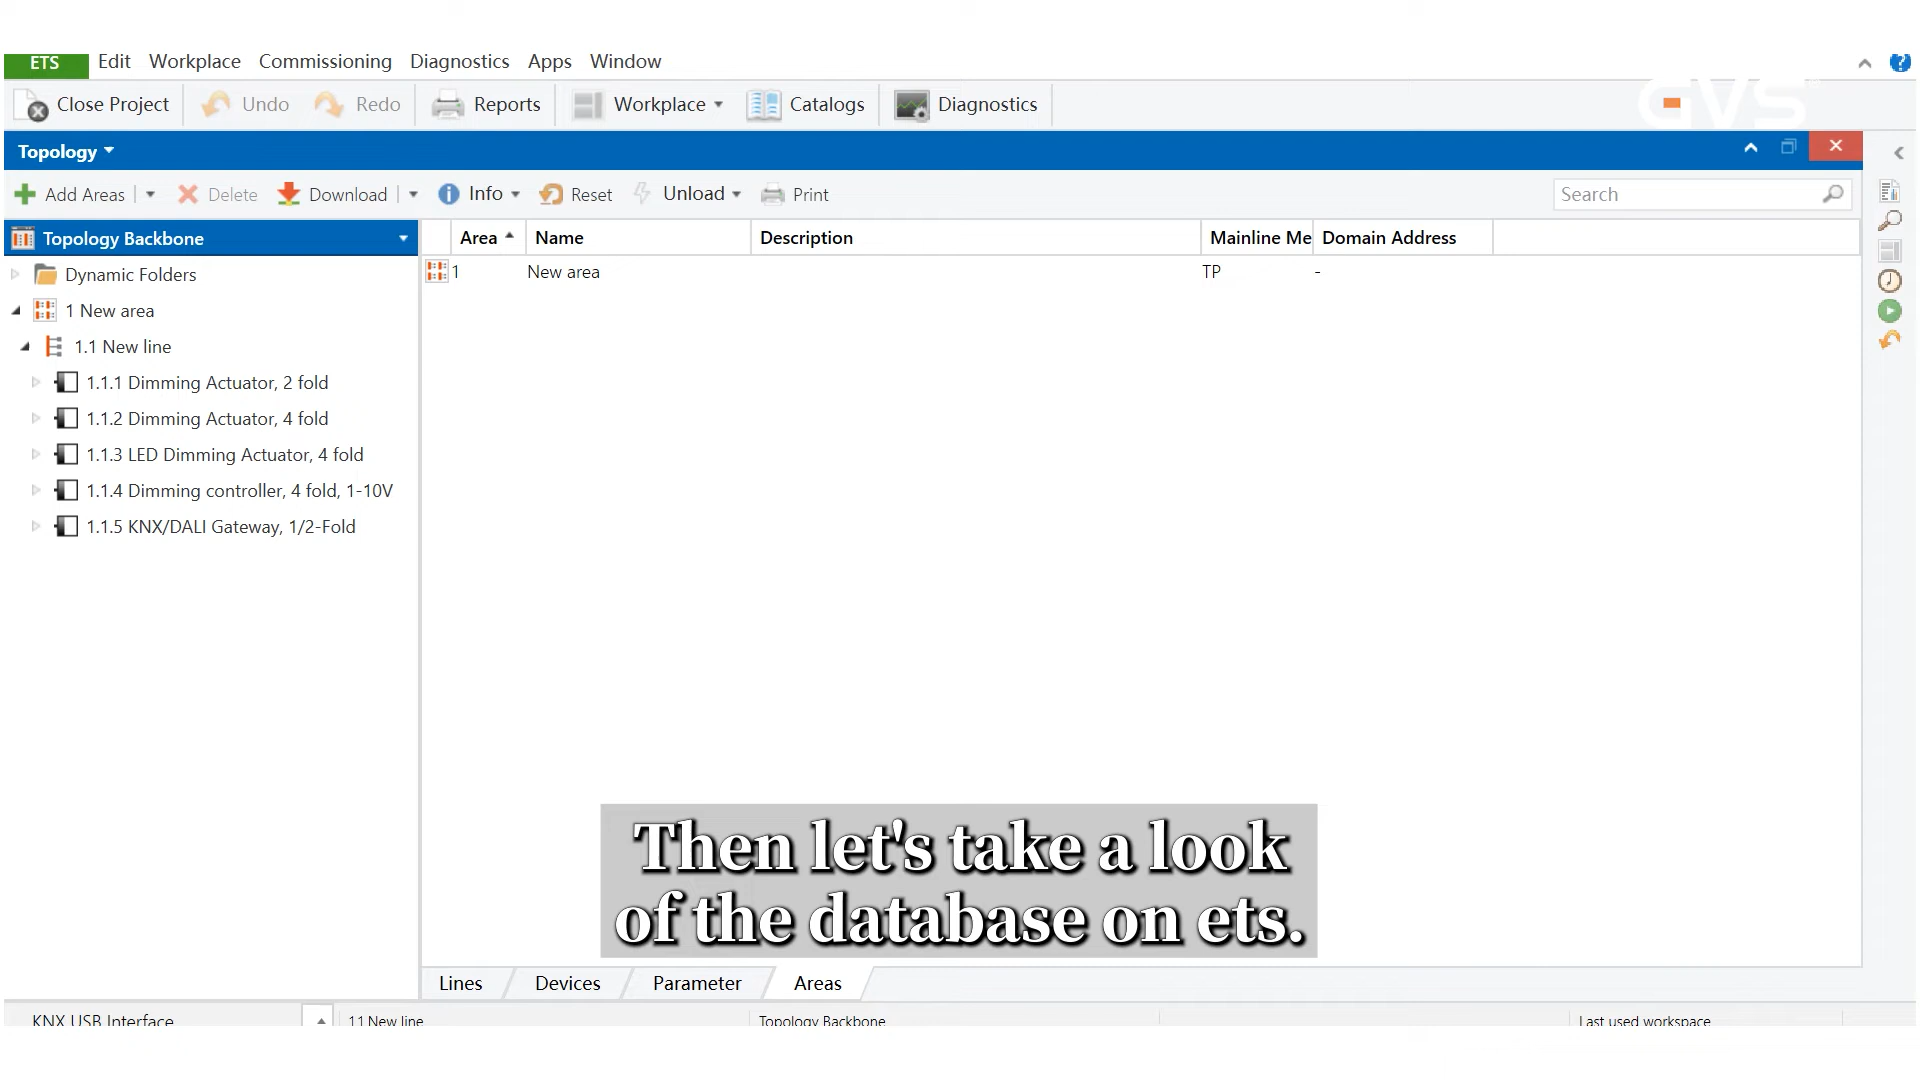 ETS Edit Workplace Commissioning Diagnostics Apps Window
Close Project Undo Redo Reports Workplace Catalogs Diagnostics
GVS
Topology
Add Areas Delete Download Info Reset Unload Print Search
Topology Backbone
Area Name Description Mainline Me Domain Address
1 New area TP -
Dynamic Folders
1 New area
1.1 New line
1.1.1 Dimming Actuator, 2 fold
1.1.2 Dimming Actuator, 4 fold
1.1.3 LED Dimming Actuator, 4 fold
1.1.4 Dimming controller, 4 fold, 1-10V
1.1.5 KNX/DALI Gateway, 1/2-Fold
Then let's take a look
of the database on ets.
Lines Devices Parameter Areas
KNX USB Interface 1.1 New line Topology Backbone Last used workspace